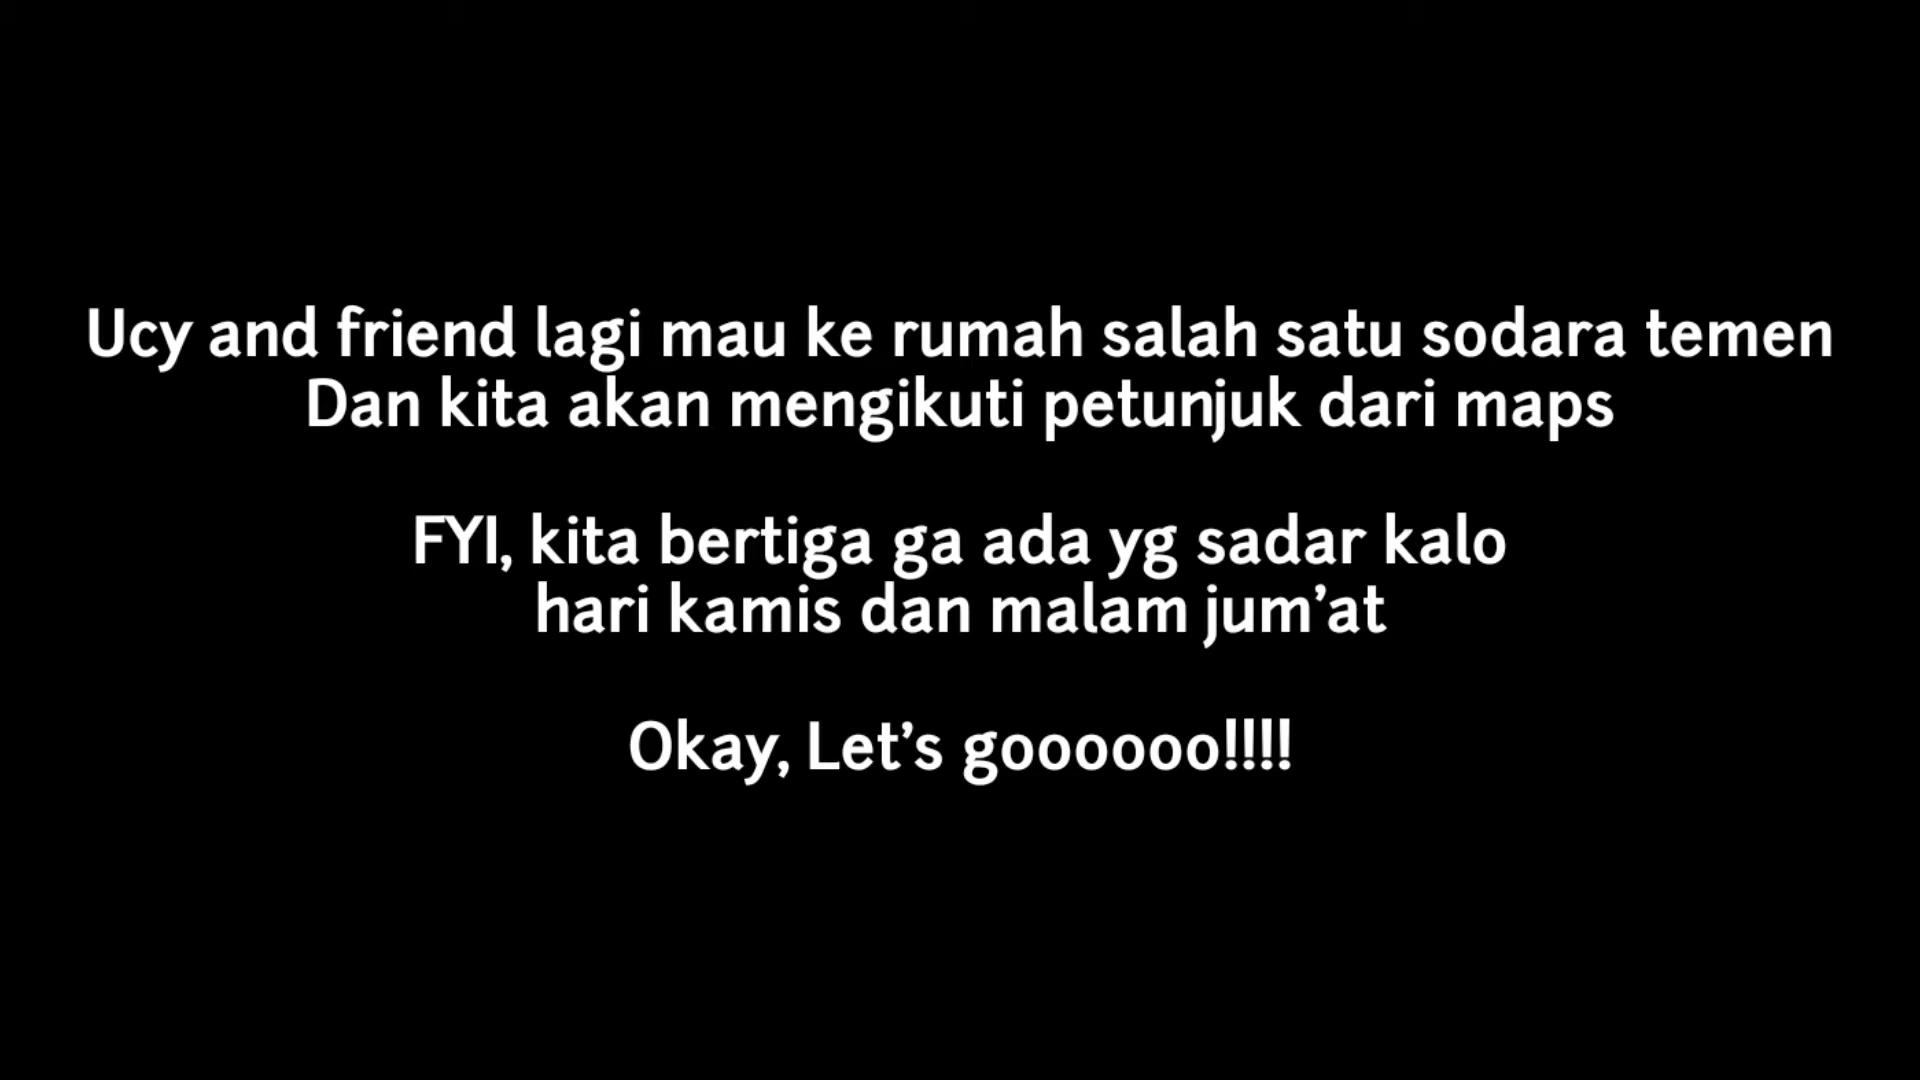 Ucy and friend lagi mau ke rumah salah satu sodara temen
Dan kita akan mengikuti petunjuk dari maps
FYI, kita bertiga ga ada yg sadar kalo
hari kamis dan malam jum’at
Okay, Let’s goooooo!!!!